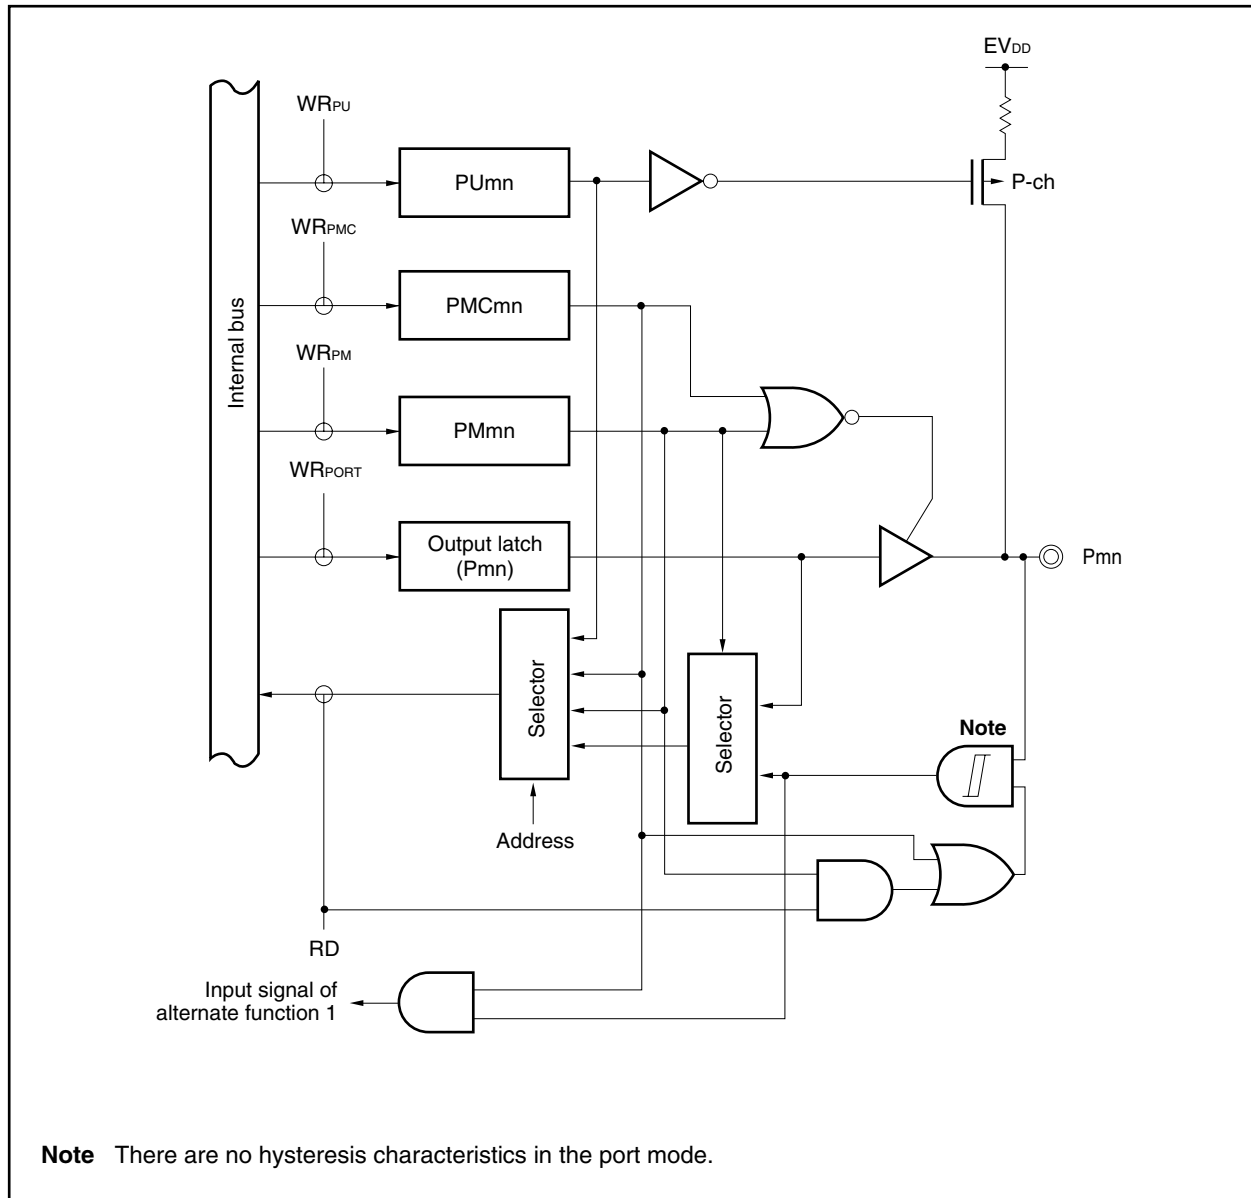 EVDD
WRPU
PUmn
P-ch
WRPMC
PMCmn
Internal bus
WRPM
PMmn
WRPORT
Output latch
(Pmn)
Pmn
Selector
Selector
Note
Address
RD
Input signal of
alternate function 1
Note There are no hysteresis characteristics in the port mode.